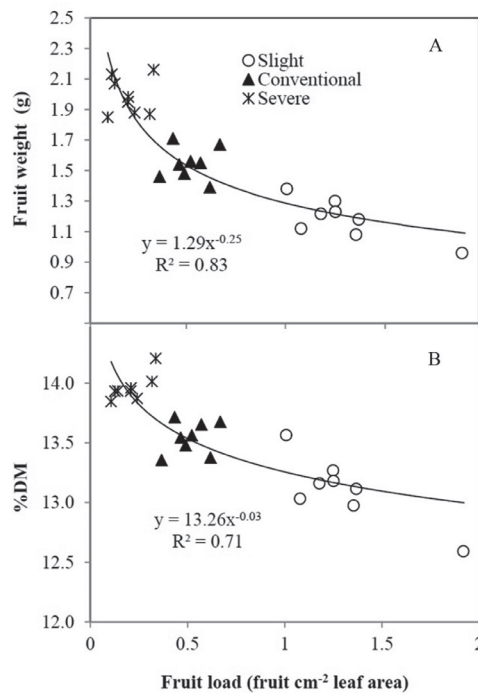 2.5
A
2.3
○ Slight
▲ Conventional
Severe
2.1
1.9
1.7
1.5
1.3
1.1
0.9
0.7
Fruit weight (g)
y = 1.29x⁻⁰·²⁵
R² = 0.83
B
14.0
13.5
13.0
12.5
12.0
%DM
y = 13.26x⁻⁰·⁰³
R² = 0.71
0 0.5 1 1.5 2
Fruit load (fruit cm⁻² leaf area)